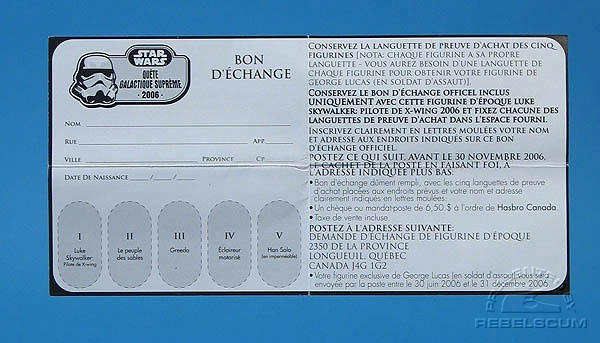 STAR WARS
QUÊTE
GALACTIQUE SUPRÊME
- 2006 -
BON
D'ÉCHANGE
NOM
RUE APP.
VILLE PROVINCE CP
DATE DE NAISSANCE / /
I
Luke
Skywalker:
Pilote de X-wing
II
Le peuple
des sables
III
Greedo
IV
Éclaireur
motorisé
V
Han Solo
(en imperméable)
CONSERVEZ LA LANGUETTE DE PREUVE D'ACHAT DES CINQ
FIGURINES [NOTA: CHAQUE FIGURINE A SA PROPRE
LANGUETTE - VOUS AUREZ BESOIN D'UNE LANGUETTE DE
CHAQUE FIGURINE POUR OBTENIR VOTRE FIGURINE DE
GEORGE LUCAS (EN SOLDAT D'ASSAUT)].
CONSERVEZ LE BON D'ÉCHANGE OFFICEL INCLUS
UNIQUEMENT AVEC CETTE FIGURINE D'ÉPOQUE LUKE
SKYWALKER: PILOTE DE X-WING 2006 ET FIXEZ CHACUNE DES
LANGUETTES DE PREUVE D'ACHAT DANS L'ESPACE FOURNI.
INSCRIVEZ CLAIREMENT EN LETTRES MOULÉES VOTRE NOM
ET ADRESSE AUX ENDROITS INDIQUÉS SUR CE BON
D'ÉCHANGE OFFICIEL.
POSTEZ CE QUI SUIT, AVANT LE 30 NOVEMBRE 2006,
LE CACHET DE LA POSTE EN FAISANT FOI, À
L'ADRESSE INDIQUÉE PLUS BAS:
• Bon d'échange dûment rempli, avec les cinq languettes de preuve
d'achat placées aux endroits prévus et votre nom et adresse
clairement indiqués en lettres moulées.
• Un chèque ou mandat-poste de 6,50 $ à l'ordre de Hasbro Canada.
• Taxe de vente incluse.
POSTEZ À L'ADRESSE SUIVANTE:
DEMANDE D'ÉCHANGE DE FIGURINE D'ÉPOQUE
2350 DE LA PROVINCE
LONGUEUIL, QUÉBEC
CANADA J4G 1G2
• Votre figurine exclusive de George Lucas (en soldat d'assaut) vous sera
envoyée par la poste entre le 30 juin 2006 et le 31 décembre 2006.
REBELSCUM